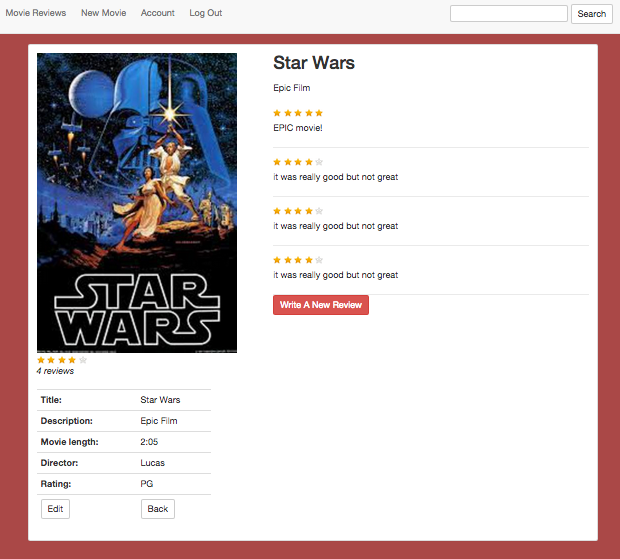 Movie Reviews New Movie Account Log Out Search
STAR
WARS
4 reviews
Title: Star Wars
Description: Epic Film
Movie length: 2:05
Director: Lucas
Rating: PG
Edit Back
Star Wars
Epic Film
EPIC movie!
it was really good but not great
it was really good but not great
it was really good but not great
Write A New Review